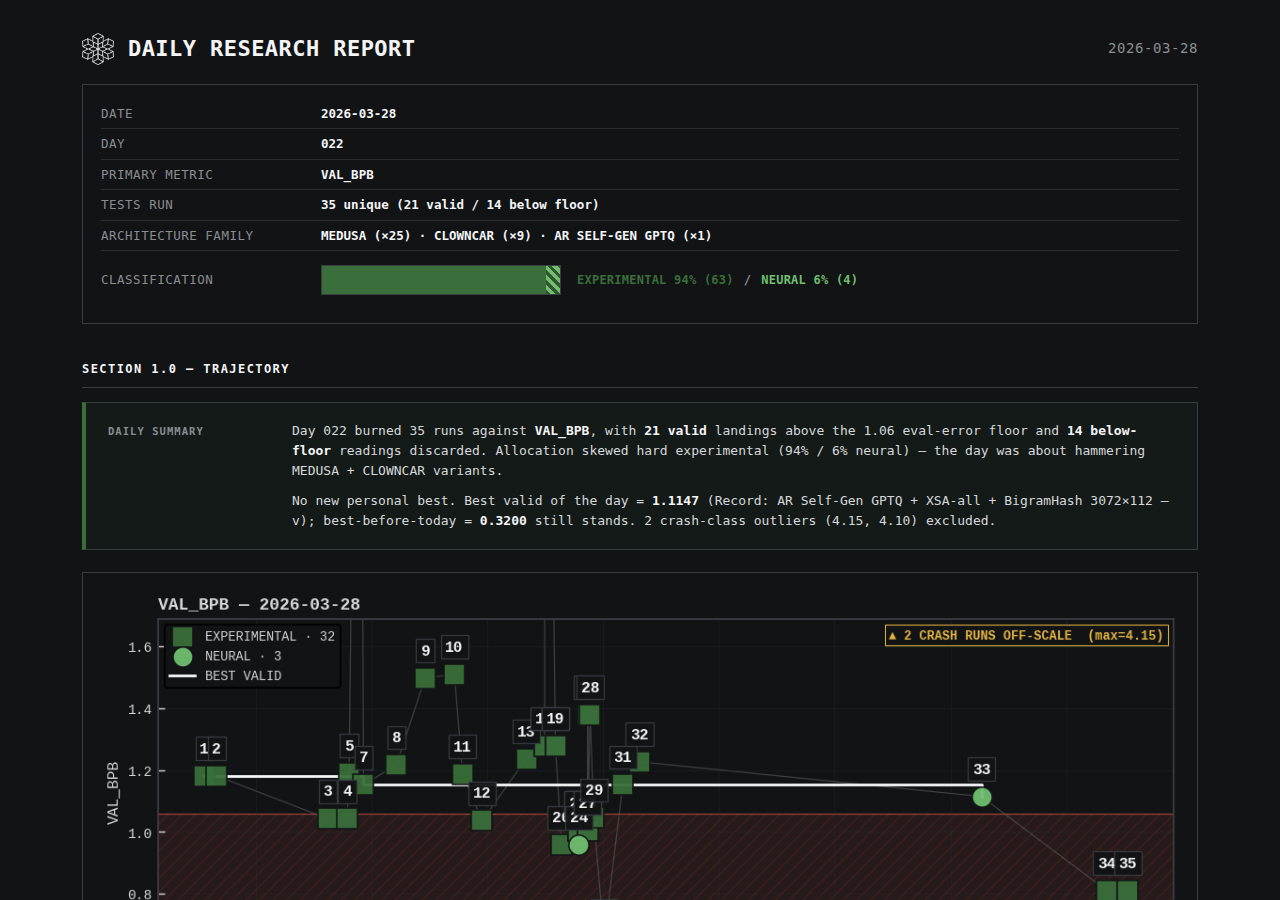 DAILY RESEARCH REPORT
2026-03-28
DATE 2026-03-28
DAY 022
PRIMARY METRIC VAL_BPB
TESTS RUN 35 unique (21 valid / 14 below floor)
ARCHITECTURE FAMILY MEDUSA (×25) · CLOWNCAR (×9) · AR SELF-GEN GPTQ (×1)
CLASSIFICATION EXPERIMENTAL 94% (63) / NEURAL 6% (4)
SECTION 1.0 — TRAJECTORY
DAILY SUMMARY
Day 022 burned 35 runs against VAL_BPB, with 21 valid landings above the 1.06 eval-error floor and 14 below-
floor readings discarded. Allocation skewed hard experimental (94% / 6% neural) — the day was about hammering
MEDUSA + CLOWNCAR variants.
No new personal best. Best valid of the day = 1.1147 (Record: AR Self-Gen GPTQ + XSA-all + BigramHash 3072×112 —
v); best-before-today = 0.3200 still stands. 2 crash-class outliers (4.15, 4.10) excluded.
VAL_BPB — 2026-03-28
EXPERIMENTAL · 32
NEURAL · 3
BEST VALID
▲ 2 CRASH RUNS OFF-SCALE (max=4.15)
VAL_BPB
1.6
1.4
1.2
1.0
0.8
1
2
3
4
5
7
8
9
10
11
12
13
19
24
27
28
29
31
32
33
34
35